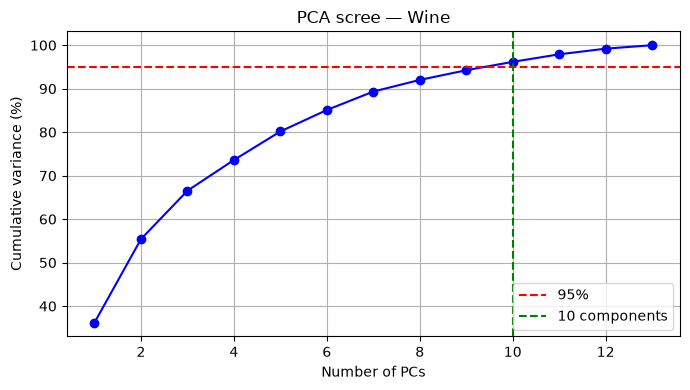 PCA scree — Wine
Cumulative variance (%)
100
90
80
70
60
50
40
2 4 6 8 10 12
Number of PCs
95%
10 components